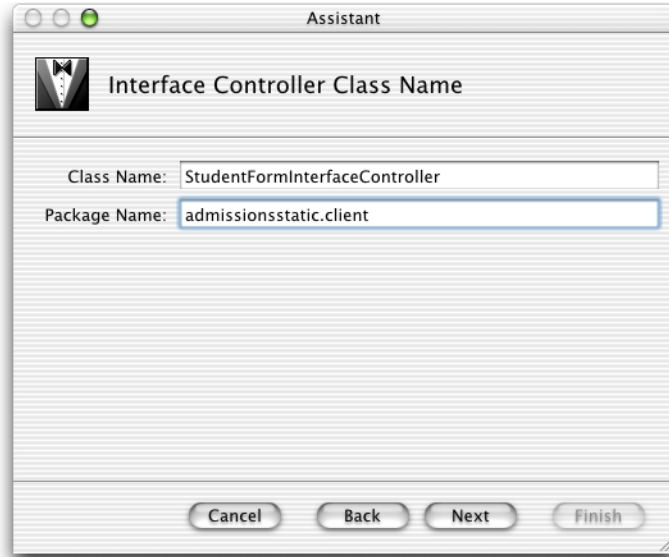 Assistant
Interface Controller Class Name
Class Name: StudentFormInterfaceController
Package Name: admissionsstatic.client
Cancel Back Next Finish